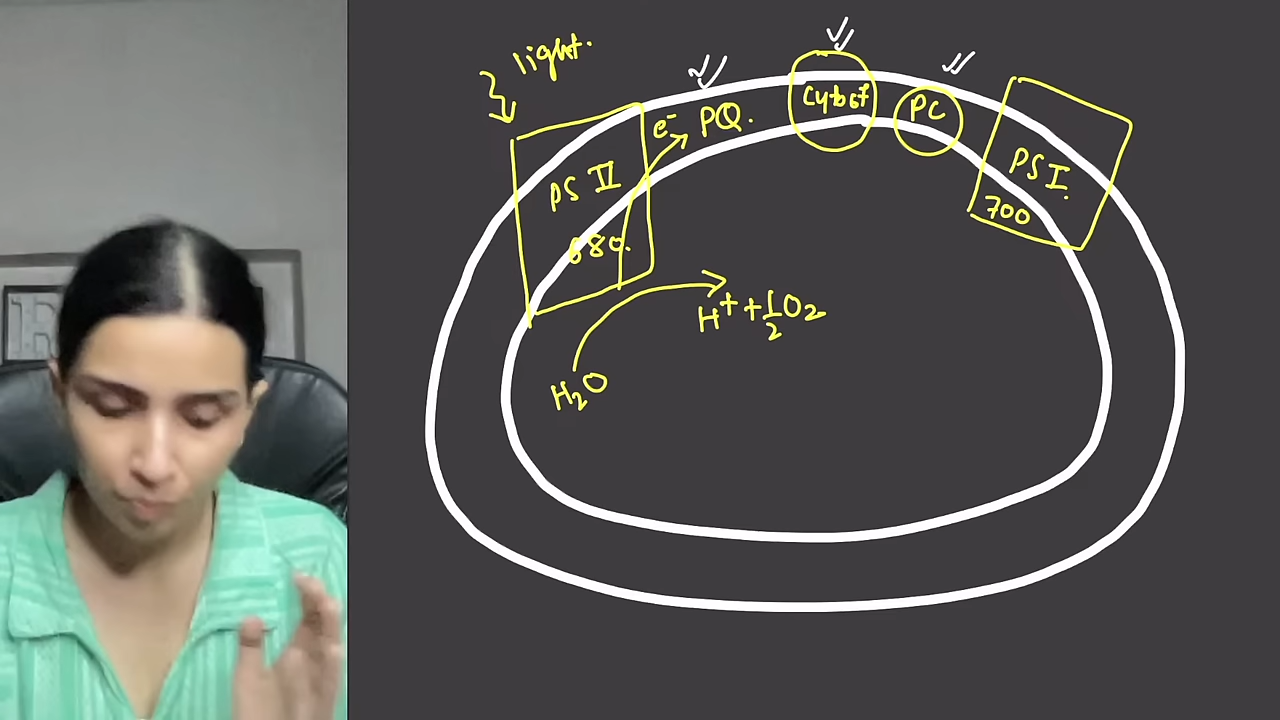 light.
e⁻
PQ.
Cytbf
PC
PS II
680.
PS I.
700
H⁺ + ½O₂
H₂O